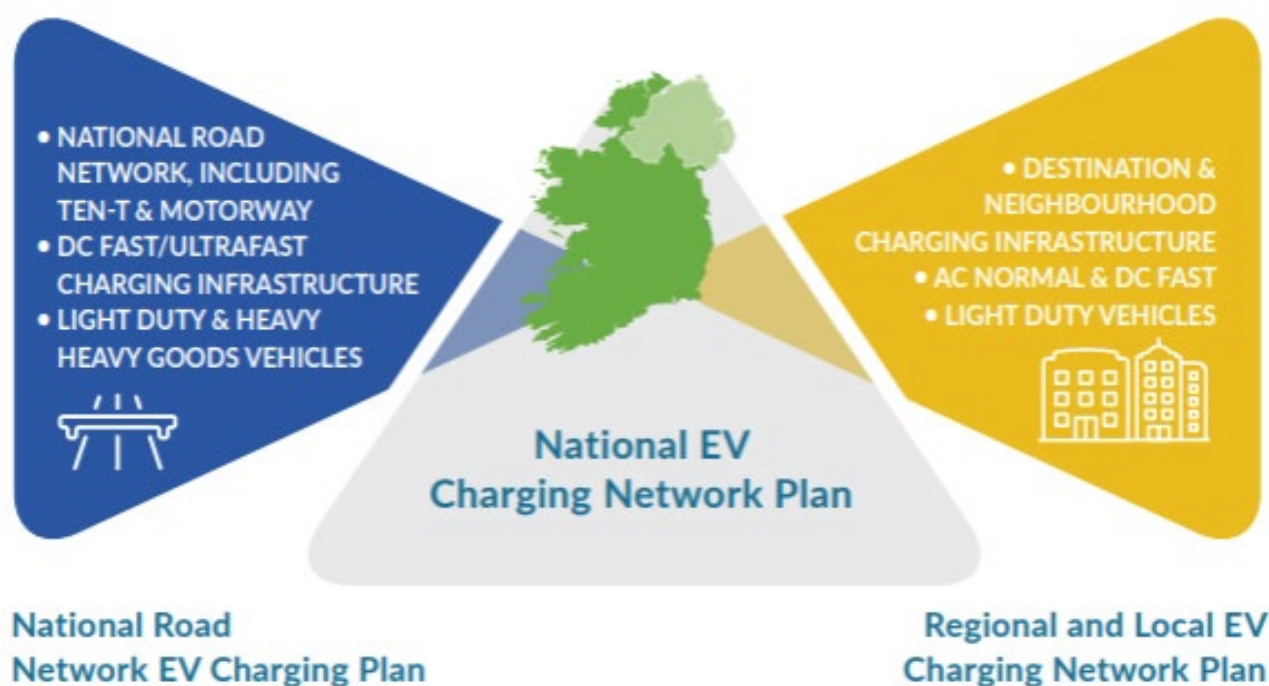 • NATIONAL ROAD
NETWORK, INCLUDING
TEN-T & MOTORWAY
• DC FAST/ULTRAFAST
CHARGING INFRASTRUCTURE
• LIGHT DUTY & HEAVY
HEAVY GOODS VEHICLES
• DESTINATION &
NEIGHBOURHOOD
CHARGING INFRASTRUCTURE
• AC NORMAL & DC FAST
• LIGHT DUTY VEHICLES
National EV
Charging Network Plan
National Road
Network EV Charging Plan
Regional and Local EV
Charging Network Plan